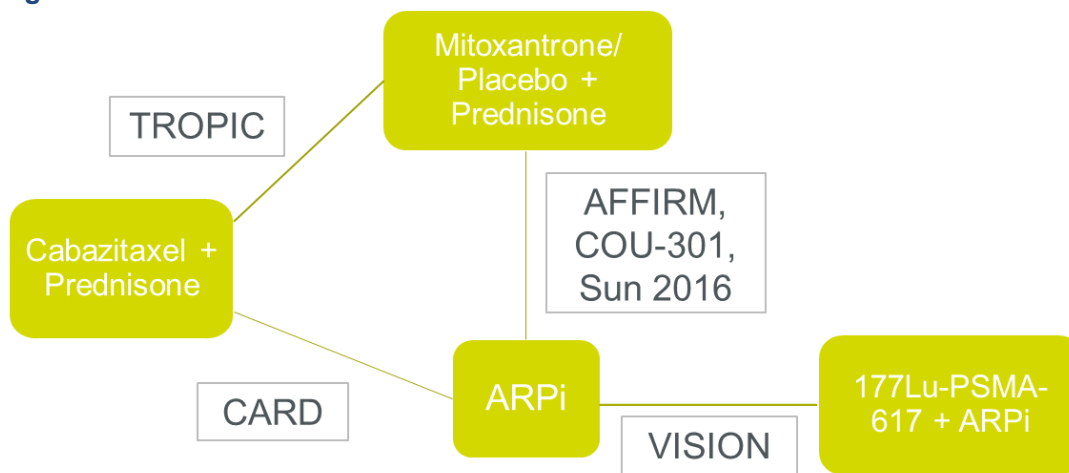 Mitoxantrone/
Placebo +
Prednisone
TROPIC
AFFIRM,
COU-301,
Sun 2016
Cabazitaxel +
Prednisone
ARPi
177Lu-PSMA-
617 + ARPi
CARD
VISION